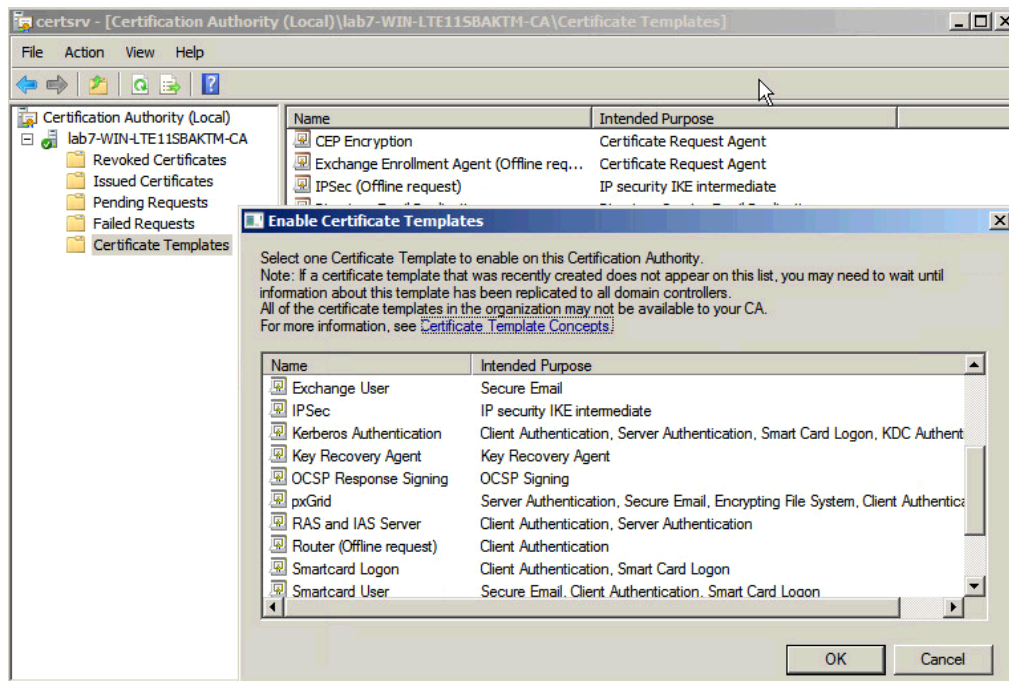 certsrv - [Certification Authority (Local)\lab7-WIN-LTE11SBAKTM-CA\Certificate Templates]
File Action View Help
Certification Authority (Local)
lab7-WIN-LTE11SBAKTM-CA
Revoked Certificates
Issued Certificates
Pending Requests
Failed Requests
Certificate Templates
Name Intended Purpose
CEP Encryption Certificate Request Agent
Exchange Enrollment Agent (Offline req... Certificate Request Agent
IPSec (Offline request) IP security IKE intermediate
Enable Certificate Templates
Select one Certificate Template to enable on this Certification Authority.
Note: If a certificate template that was recently created does not appear on this list, you may need to wait until
information about this template has been replicated to all domain controllers.
All of the certificate templates in the organization may not be available to your CA.
For more information, see Certificate Template Concepts.
Name Intended Purpose
Exchange User Secure Email
IPSec IP security IKE intermediate
Kerberos Authentication Client Authentication, Server Authentication, Smart Card Logon, KDC Authent
Key Recovery Agent Key Recovery Agent
OCSP Response Signing OCSP Signing
pxGrid Server Authentication, Secure Email, Encrypting File System, Client Authentica
RAS and IAS Server Client Authentication, Server Authentication
Router (Offline request) Client Authentication
Smartcard Logon Client Authentication, Smart Card Logon
Smartcard User Secure Email, Client Authentication, Smart Card Logon
OK Cancel